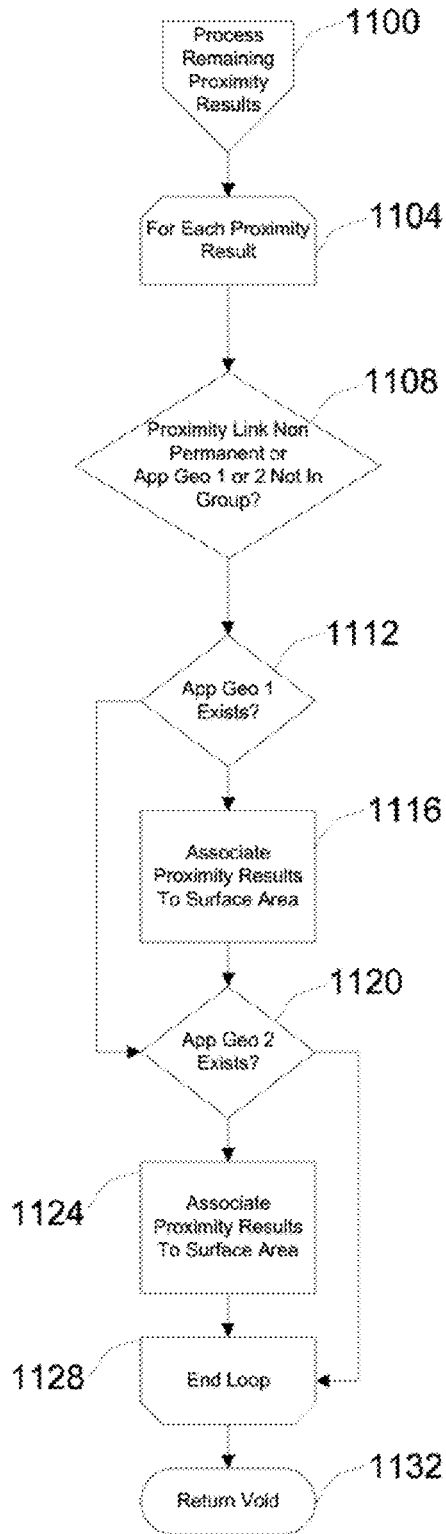 Process
Remaining
Proximity
Results
1100
For Each Proximity
Result
1104
1108
Proximity Link Non
Permanent or
App Geo 1 or 2 Not In
Group?
1112
App Geo 1
Exists?
1116
Associate
Proximity Results
To Surface Area
1120
App Geo 2
Exists?
1124
Associate
Proximity Results
To Surface Area
1128
End Loop
1132
Return Void